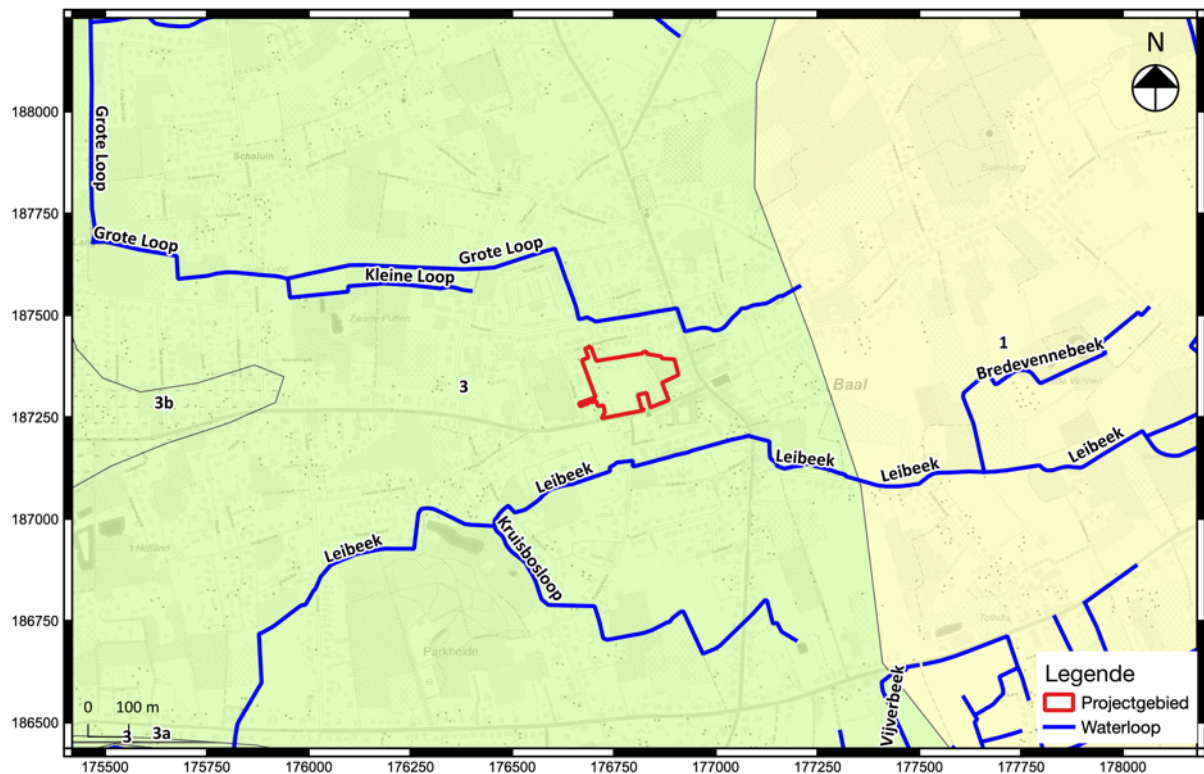 N
188000
Grote Loop
Schaluin
Grote Loop
Grote Loop
187750
Kleine Loop
Zwarte Putten
187500
1
Bredevennebeek
3
Baal
3b
187250
Leibeek
Leibeek
Leibeek
Leibeek
187000
Kruisbosloop
Leibeek
't Holland
186750
Parkheide
Tolhuis
Vijverbeek
Legende
Projectgebied
Waterloop
0 100 m
186500
3
3a
175500 175750 176000 176250 176500 176750 177000 177250 177500 177750 178000